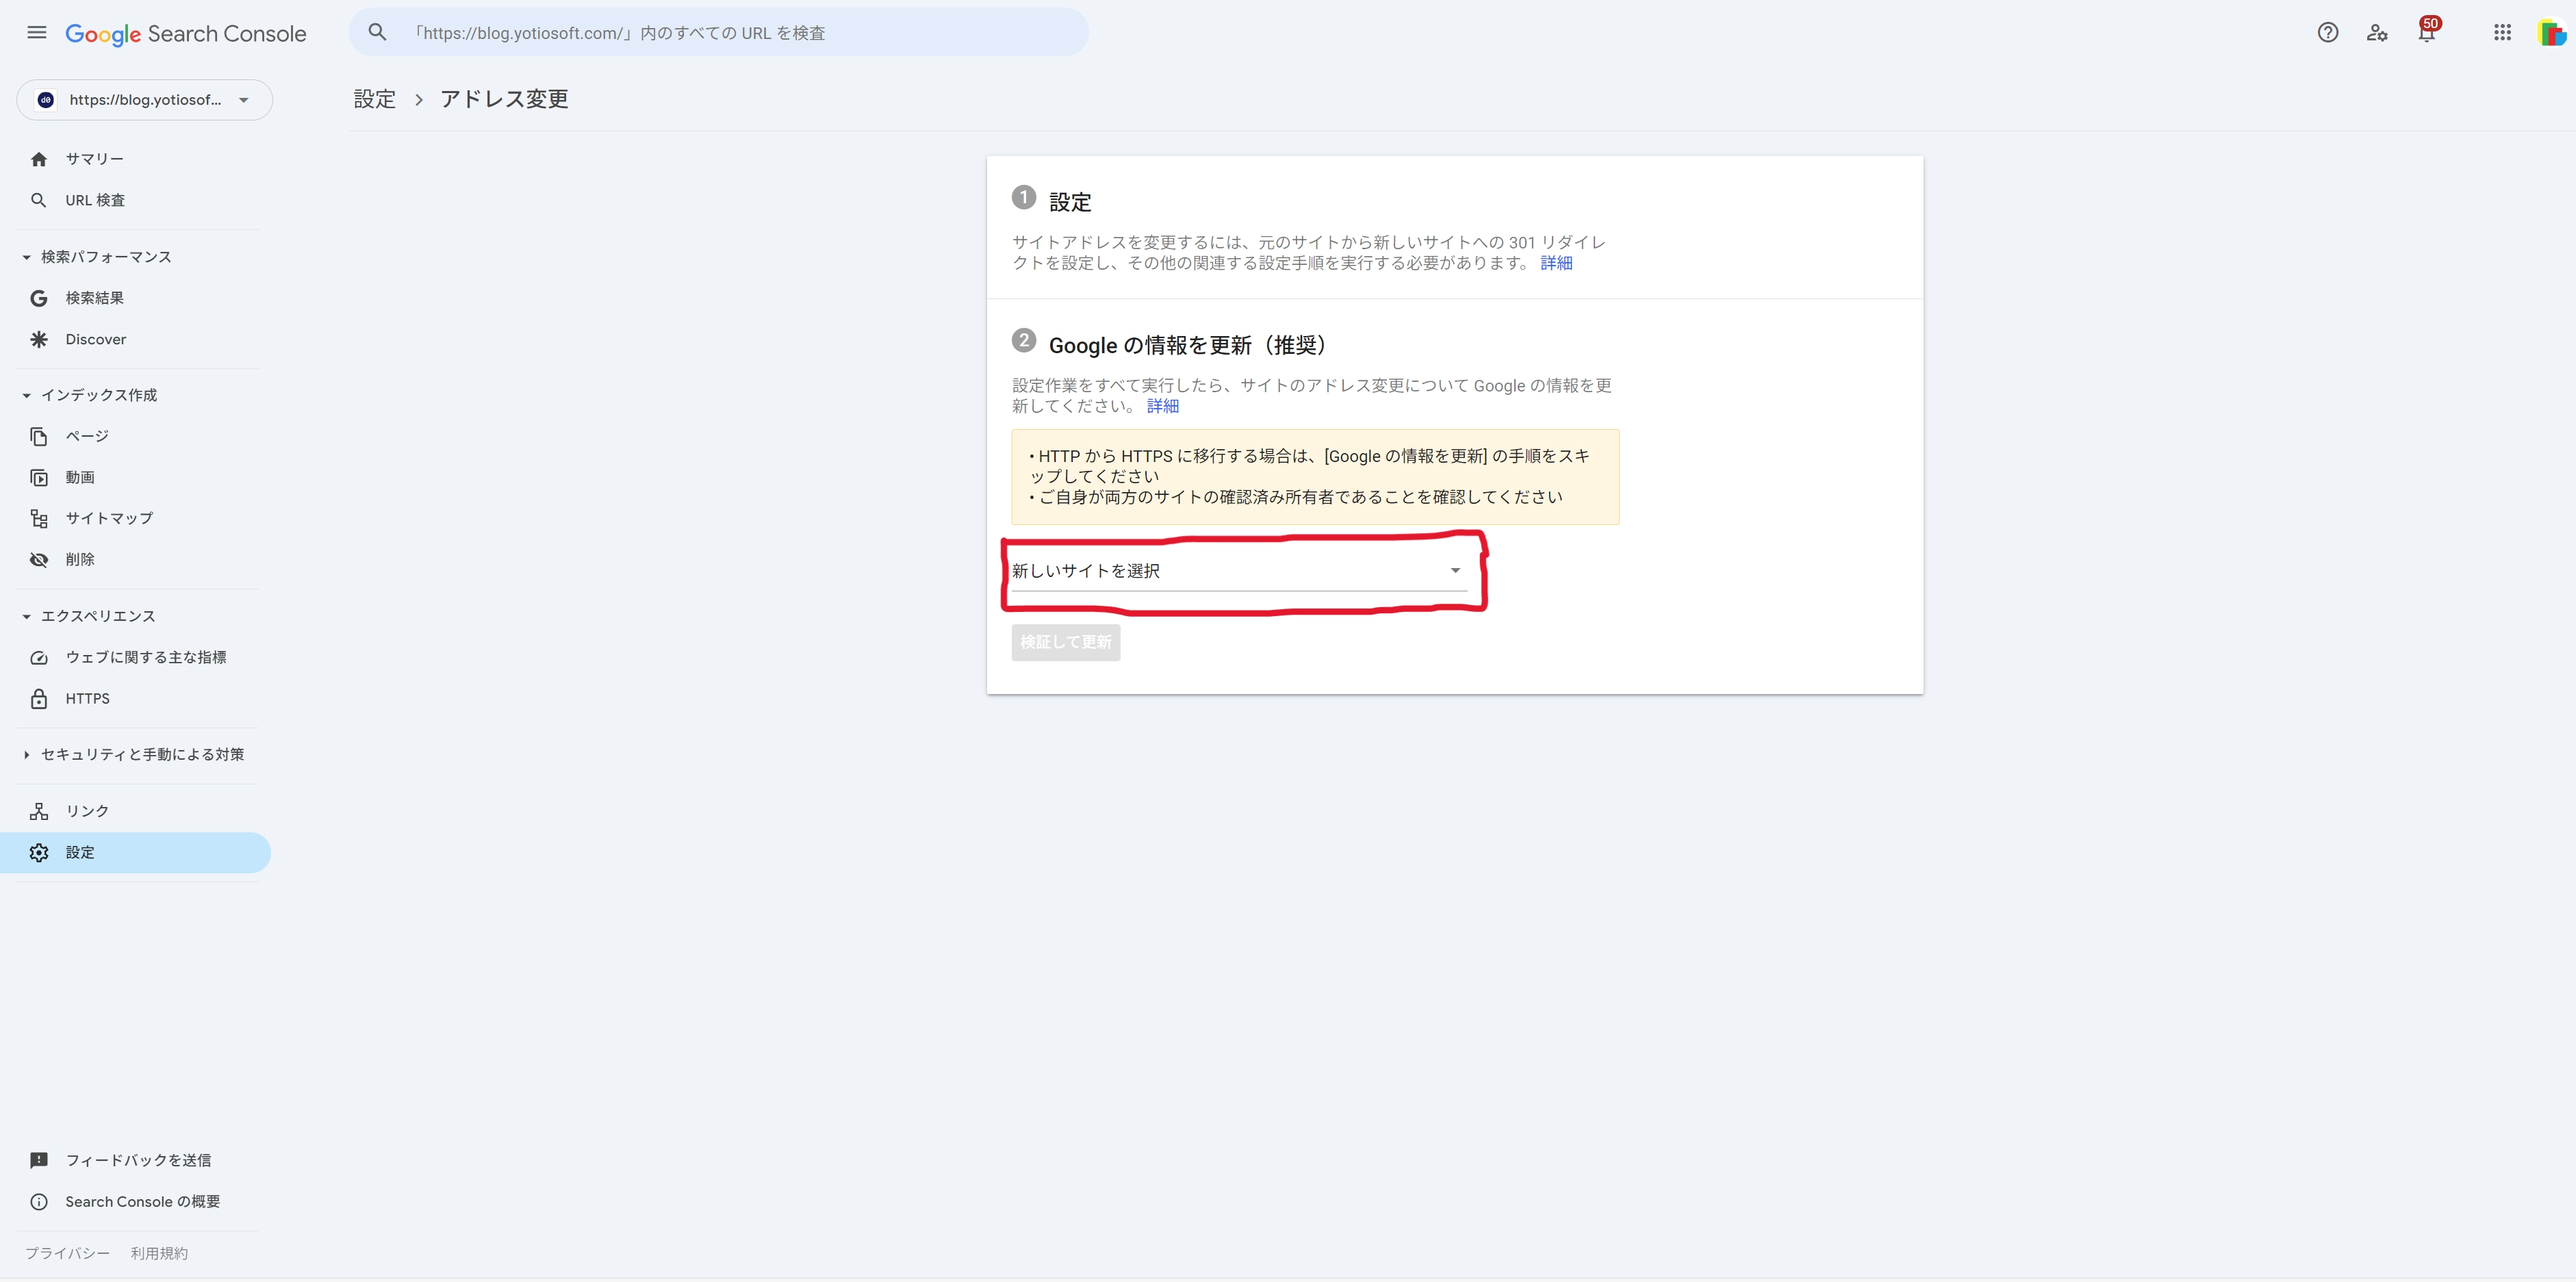 Google Search Console
「https://blog.yotiosoft.com/」内のすべての URL を検査
50
dθ
https://blog.yotiosof...
設定 › アドレス変更
サマリー
URL 検査
検索パフォーマンス
検索結果
Discover
インデックス作成
ページ
動画
サイトマップ
削除
エクスペリエンス
ウェブに関する主な指標
HTTPS
セキュリティと手動による対策
リンク
設定
フィードバックを送信
Search Console の概要
プライバシー 利用規約
1 設定
サイトアドレスを変更するには、元のサイトから新しいサイトへの 301 リダイレ
クトを設定し、その他の関連する設定手順を実行する必要があります。 詳細
2 Google の情報を更新（推奨）
設定作業をすべて実行したら、サイトのアドレス変更について Google の情報を更
新してください。 詳細
• HTTP から HTTPS に移行する場合は、[Google の情報を更新] の手順をスキ
ップしてください
• ご自身が両方のサイトの確認済み所有者であることを確認してください
新しいサイトを選択
検証して更新